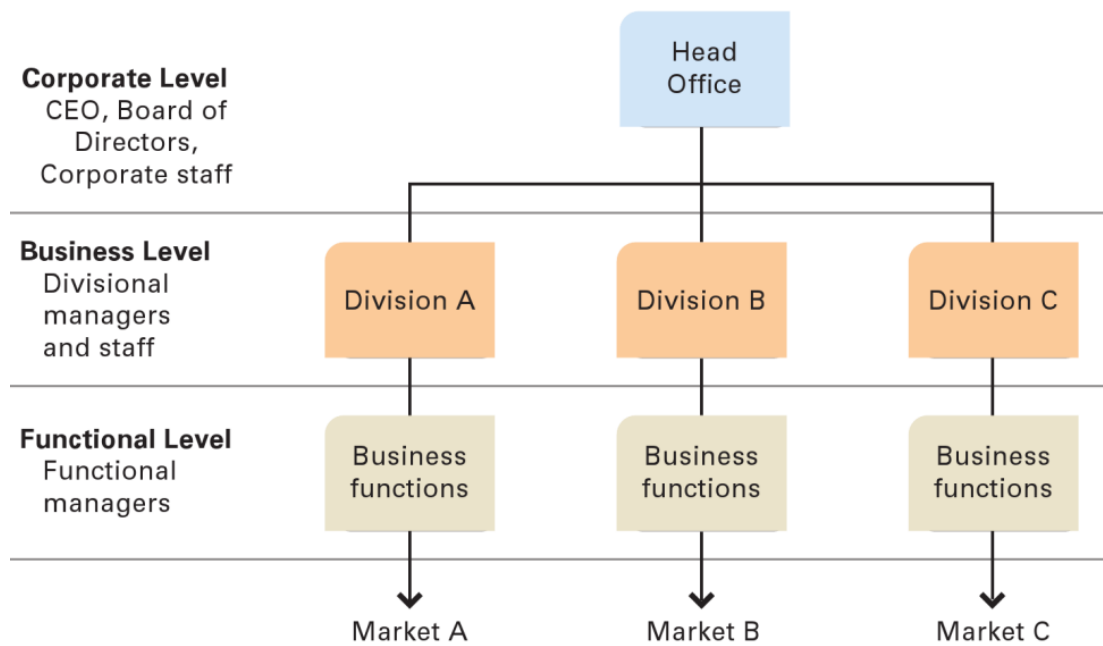 Head
Office
Corporate Level
CEO, Board of
Directors,
Corporate staff
Business Level
Divisional
managers
and staff
Division A
Division B
Division C
Functional Level
Functional
managers
Business
functions
Business
functions
Business
functions
Market A
Market B
Market C